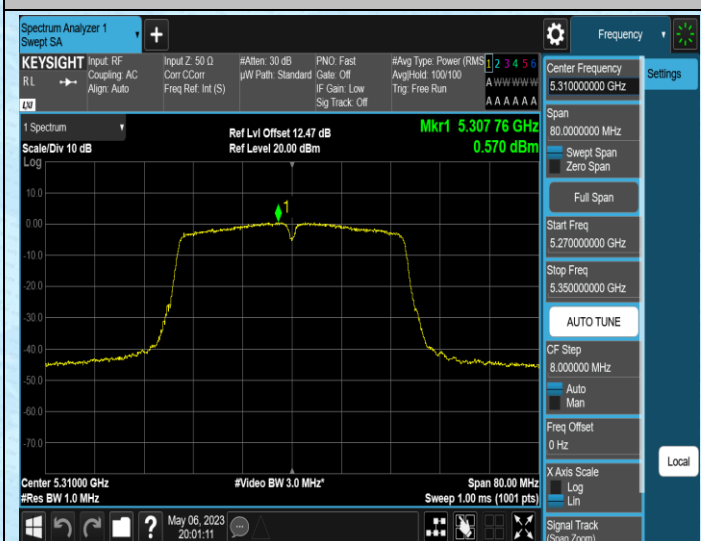 Spectrum Analyzer 1
Swept SA
Frequency
KEYSIGHT
RL
LXI
Input: RF
Coupling: AC
Align: Auto
Input Z: 50 Ω
Corr CCorr
Freq Ref: Int (S)
#Atten: 30 dB
µW Path: Standard
PNO: Fast
Gate: Off
IF Gain: Low
Sig Track: Off
#Avg Type: Power (RMS
Avg|Hold: 100/100
Trig: Free Run
1 2 3 4 5 6
A W W W W W
A A A A A A
1 Spectrum
Scale/Div 10 dB
Log
Ref Lvl Offset 12.47 dB
Ref Level 20.00 dBm
Mkr1 5.307 76 GHz
0.570 dBm
1
10.0
0.00
-10.0
-20.0
-30.0
-40.0
-50.0
-60.0
-70.0
Center 5.31000 GHz
#Res BW 1.0 MHz
#Video BW 3.0 MHz*
Span 80.00 MHz
Sweep 1.00 ms (1001 pts)
?
May 06, 2023
20:01:11
Center Frequency
5.310000000 GHz
Span
80.0000000 MHz
Swept Span
Zero Span
Full Span
Start Freq
5.270000000 GHz
Stop Freq
5.350000000 GHz
AUTO TUNE
CF Step
8.000000 MHz
Auto
Man
Freq Offset
0 Hz
X Axis Scale
Log
Lin
Signal Track
(Span Zoom)
Settings
Local